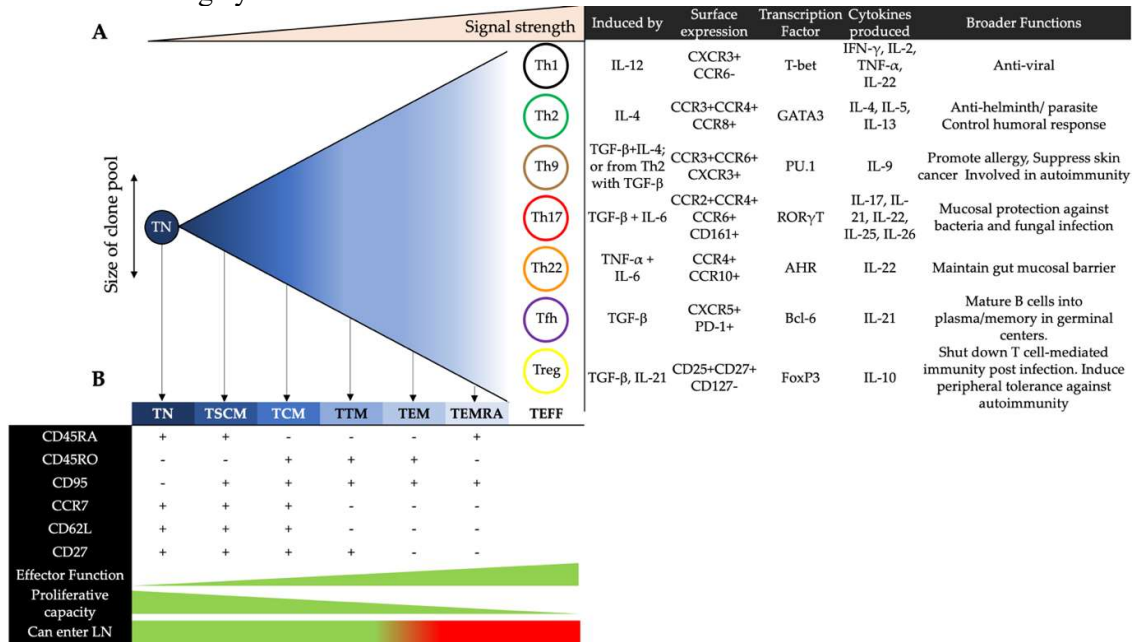 A
Signal strength
Induced by
Surface
expression
Transcription
Factor
Cytokines
produced
Broader Functions
Th1
IL-12
CXCR3+
CCR6-
T-bet
IFN-γ, IL-2,
TNF-α,
IL-22
Anti-viral
Th2
IL-4
CCR3+CCR4+
CCR8+
GATA3
IL-4, IL-5,
IL-13
Anti-helminth/ parasite
Control humoral response
Th9
TGF-β+IL-4;
or from Th2
with TGF-β
CCR3+CCR6+
CXCR3+
PU.1
IL-9
Promote allergy, Suppress skin
cancer Involved in autoimmunity
Size of clone pool
TN
Th17
TGF-β + IL-6
CCR2+CCR4+
CCR6+
CD161+
RORγT
IL-17, IL-
21, IL-22,
IL-25, IL-26
Mucosal protection against
bacteria and fungal infection
Th22
TNF-α +
IL-6
CCR4+
CCR10+
AHR
IL-22
Maintain gut mucosal barrier
Tfh
TGF-β
CXCR5+
PD-1+
Bcl-6
IL-21
Mature B cells into
plasma/memory in germinal
centers.
Treg
TGF-β, IL-21
CD25+CD27+
CD127-
FoxP3
IL-10
Shut down T cell-mediated
immunity post infection. Induce
peripheral tolerance against
autoimmunity
B
TN TSCM TCM TTM TEM TEMRA TEFF
CD45RA + + - - - +
CD45RO - - + + + -
CD95 - + + + + +
CCR7 + + + - - -
CD62L + + + - - -
CD27 + + + + - -
Effector Function
Proliferative
capacity
Can enter LN